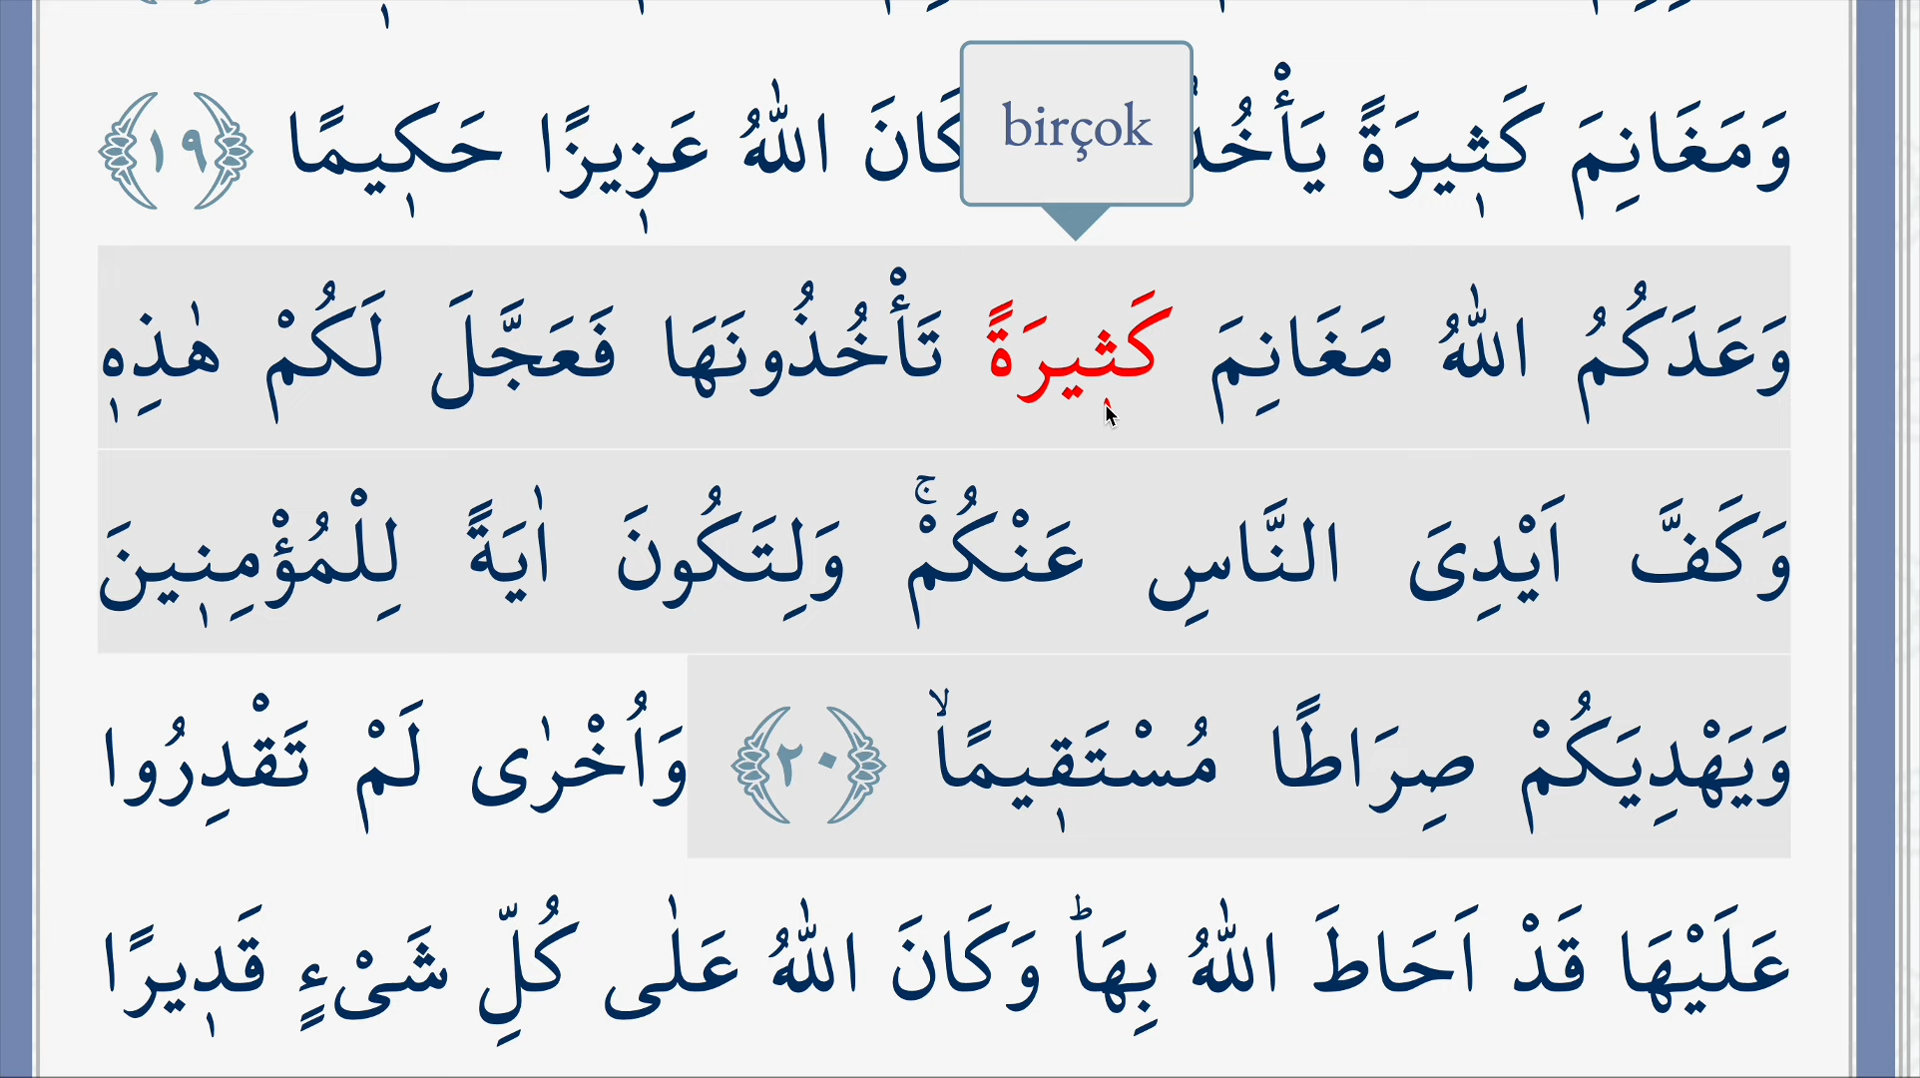 birçok
وَمَغَانِمَ كَثٖيرَةً يَأْخُذُ كَانَ اللّٰهُ عَزٖيزًا حَكٖيمًا ﴿١٩﴾
وَعَدَكُمُ اللّٰهُ مَغَانِمَ كَثٖيرَةً تَأْخُذُونَهَا فَعَجَّلَ لَكُمْ هٰذِهٖ
وَكَفَّ اَيْدِىَ النَّاسِ عَنْكُمْۚ وَلِتَكُونَ اٰيَةً لِلْمُؤْمِنٖينَ
وَيَهْدِيَكُمْ صِرَاطًا مُسْتَقٖيمًاۙ ﴿٢٠﴾ وَاُخْرٰى لَمْ تَقْدِرُوا
عَلَيْهَا قَدْ اَحَاطَ اللّٰهُ بِهَاؕ وَكَانَ اللّٰهُ عَلٰى كُلِّ شَىْءٍ قَدٖيرًا